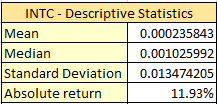 INTC - Descriptive Statistics
Mean 0.000235843
Median 0.001025992
Standard Deviation 0.013474205
Absolute return 11.93%